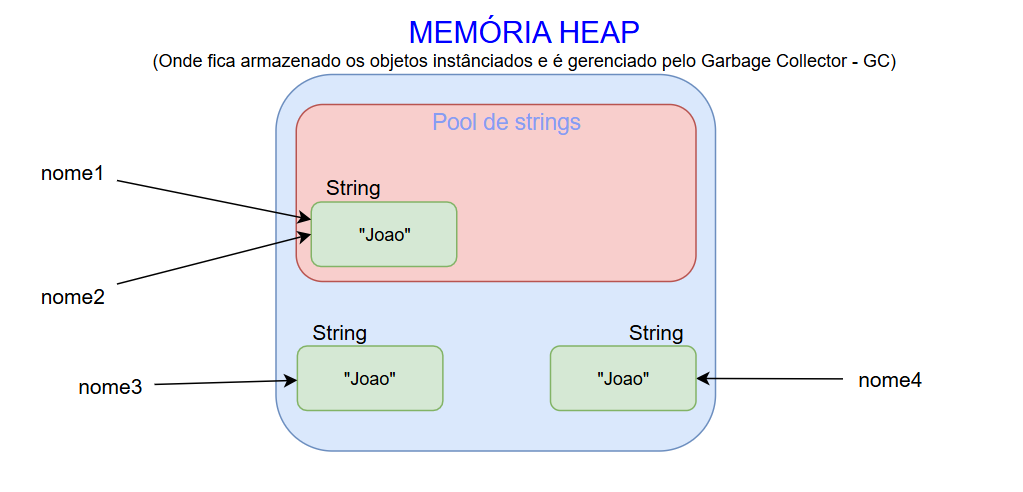 MEMÓRIA HEAP
(Onde fica armazenado os objetos instânciados e é gerenciado pelo Garbage Collector - GC)
Pool de strings
nome1
String
"Joao"
nome2
String
String
"Joao"
"Joao"
nome3
nome4